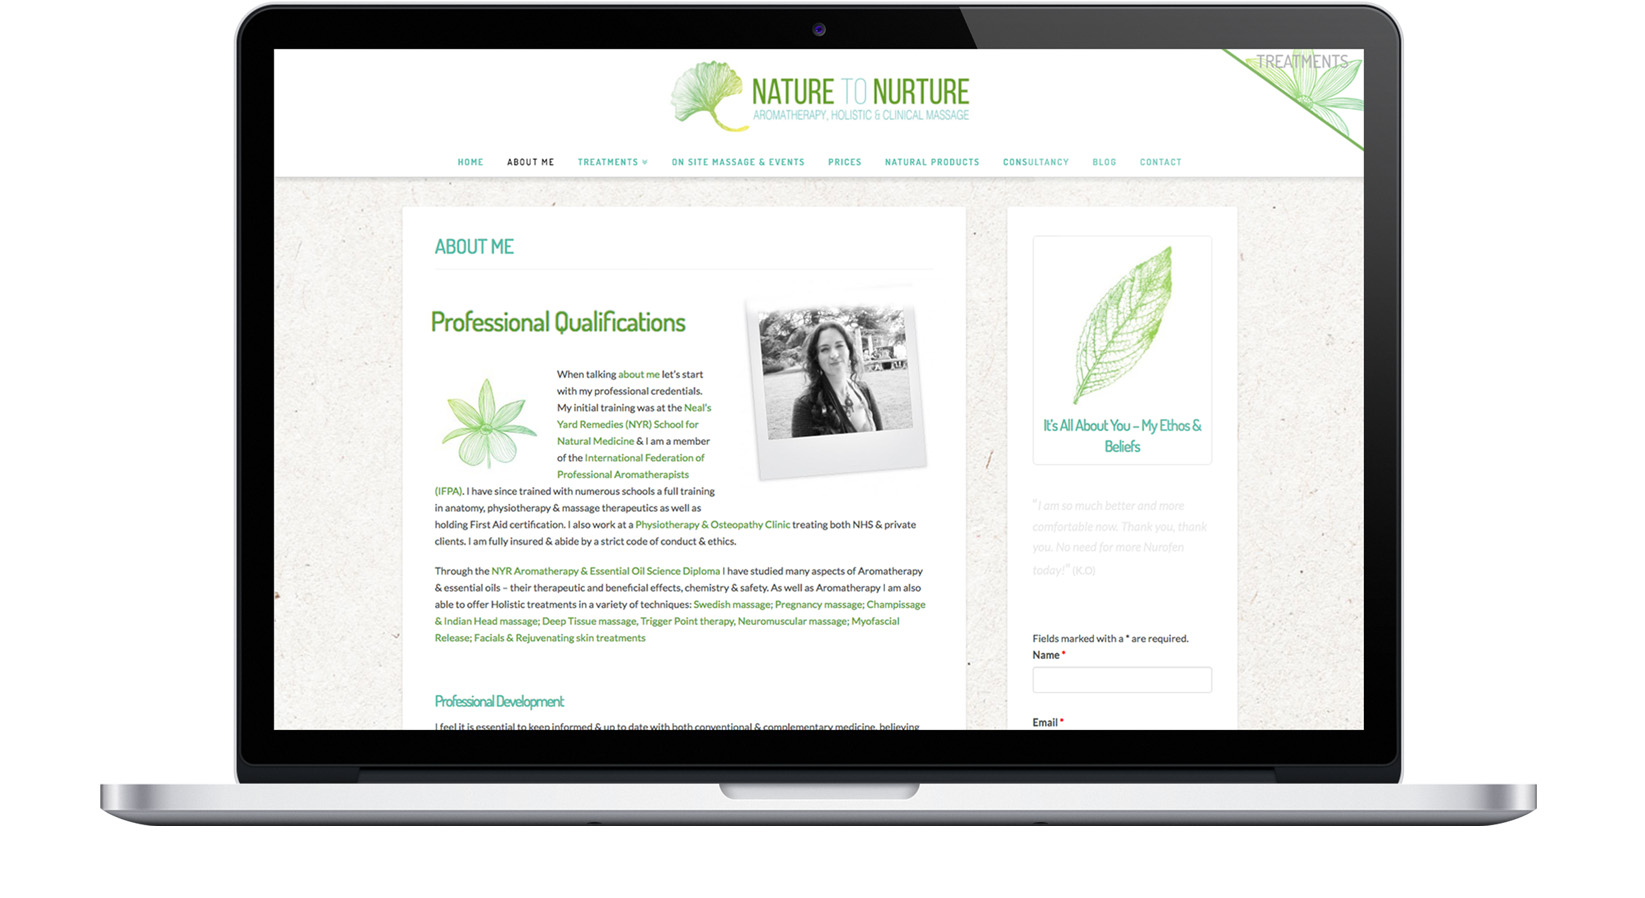 TREATMENTS
NATURE TO NURTURE
AROMATHERAPY, HOLISTIC & CLINICAL MASSAGE
HOME ABOUT ME TREATMENTS ON SITE MASSAGE & EVENTS PRICES NATURAL PRODUCTS CONSULTANCY BLOG CONTACT
ABOUT ME
Professional Qualifications
When talking about me let's start
with my professional credentials.
My initial training was at the Neal's
Yard Remedies (NYR) School for
Natural Medicine & I am a member
of the International Federation of
Professional Aromatherapists
(IFPA). I have since trained with numerous schools a full training
in anatomy, physiotherapy & massage therapeutics as well as
holding First Aid certification. I also work at a Physiotherapy & Osteopathy Clinic treating both NHS & private
clients. I am fully insured & abide by a strict code of conduct & ethics.
Through the NYR Aromatherapy & Essential Oil Science Diploma I have studied many aspects of Aromatherapy
& essential oils – their therapeutic and beneficial effects, chemistry & safety. As well as Aromatherapy I am also
able to offer Holistic treatments in a variety of techniques: Swedish massage; Pregnancy massage; Champissage
& Indian Head massage; Deep Tissue massage, Trigger Point therapy, Neuromuscular massage; Myofascial
Release; Facials & Rejuvenating skin treatments
Professional Development
I feel it is essential to keep informed & up to date with both conventional & complementary medicine, believing
It's All About You – My Ethos &
Beliefs
"I am so much better and more
comfortable now. Thank you, thank
you. No need for more Nurofen
today!" (K.O)
Fields marked with a * are required.
Name *
Email *